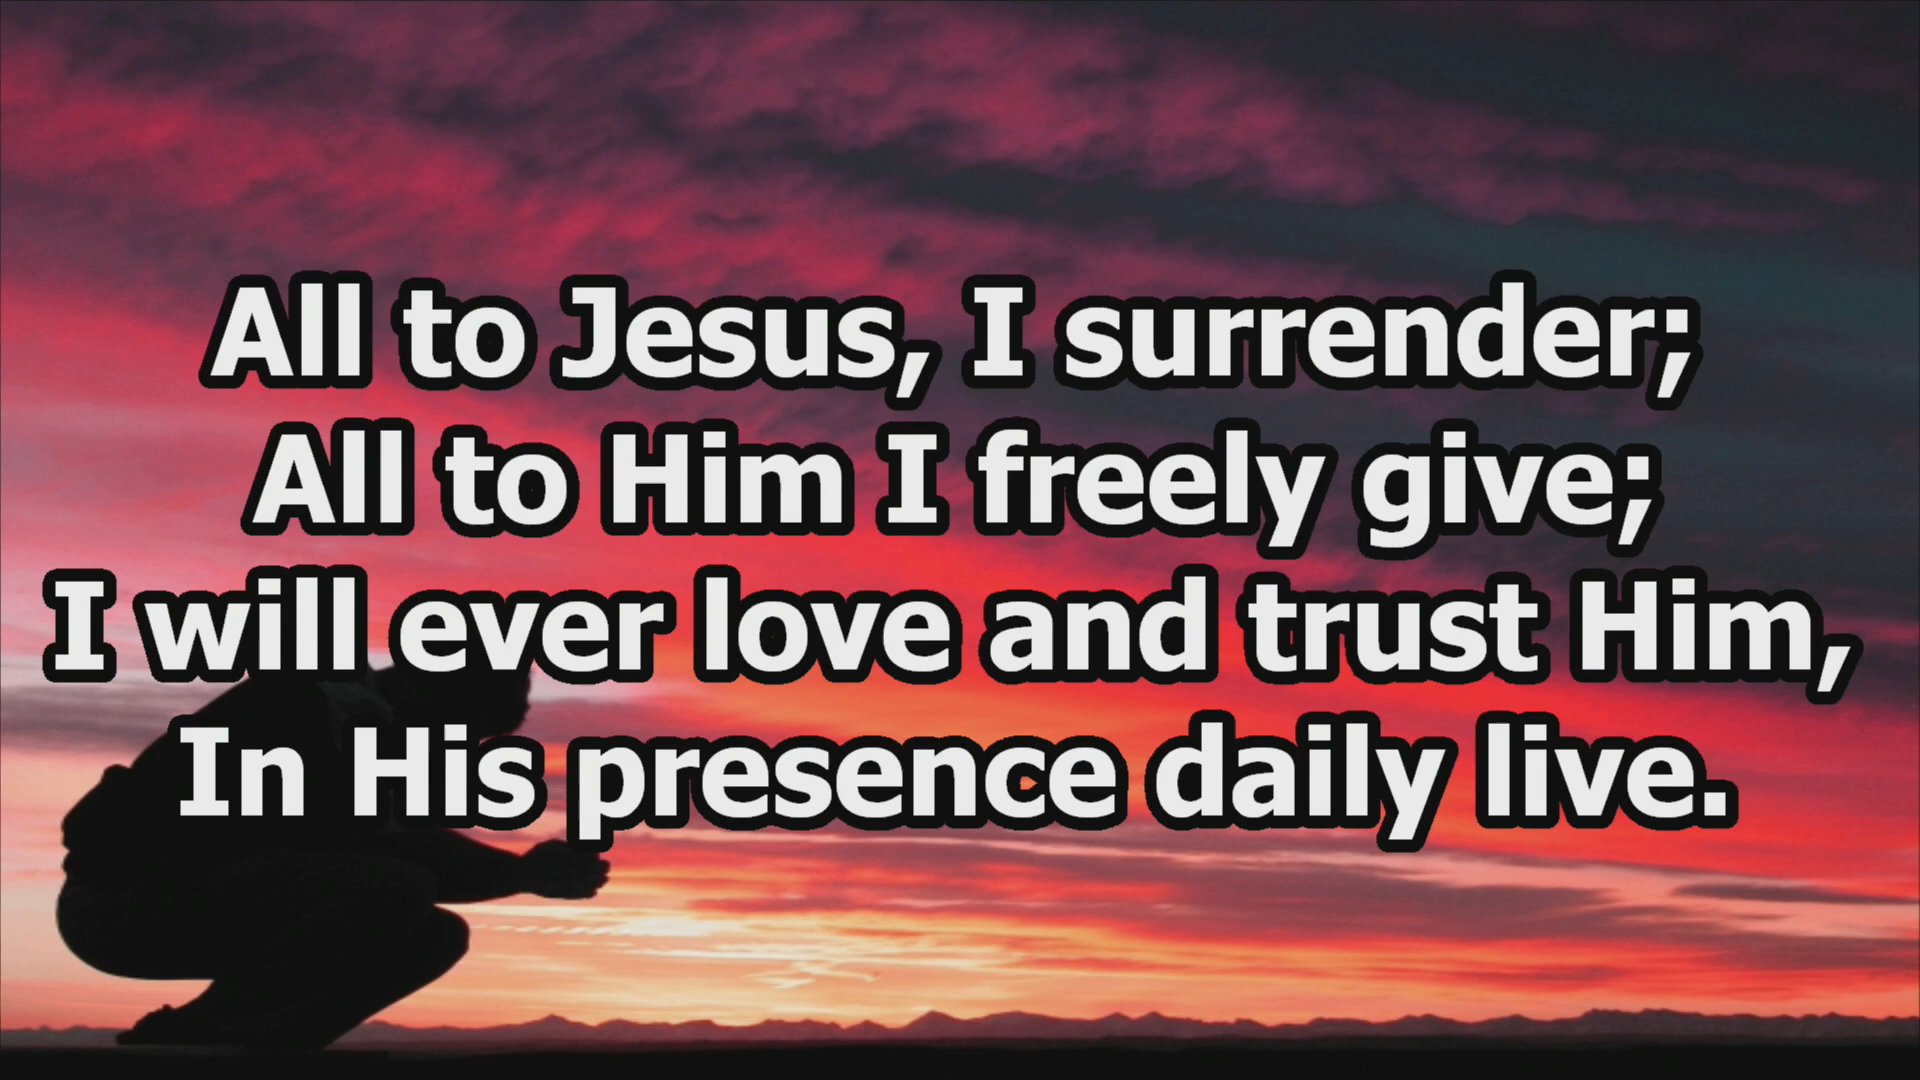 All to Jesus, I surrender;
All to Him I freely give;
I will ever love and trust Him,
In His presence daily live.